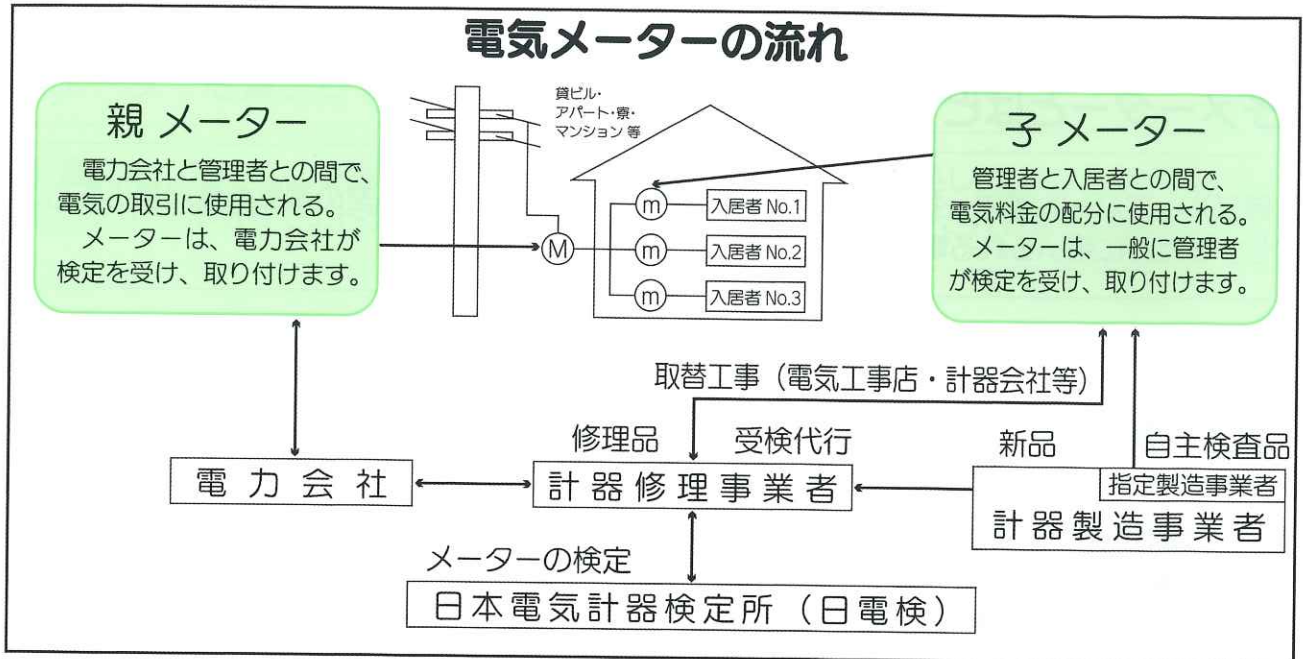 電気メーターの流れ
親 メーター
電力会社と管理者との間で、
電気の取引に使用される。
メーターは、電力会社が
検定を受け、取り付けます。
貸ビル・
アパート・寮・
マンション 等
M
m
入居者 No.1
m
入居者 No.2
m
入居者 No.3
子 メーター
管理者と入居者との間で、
電気料金の配分に使用される。
メーターは、一般に管理者
が検定を受け、取り付けます。
取替工事（電気工事店・計器会社等）
修理品
受検代行
新品
自主検査品
電力会社
計器修理事業者
指定製造事業者
計器製造事業者
メーターの検定
日本電気計器検定所（日電検）